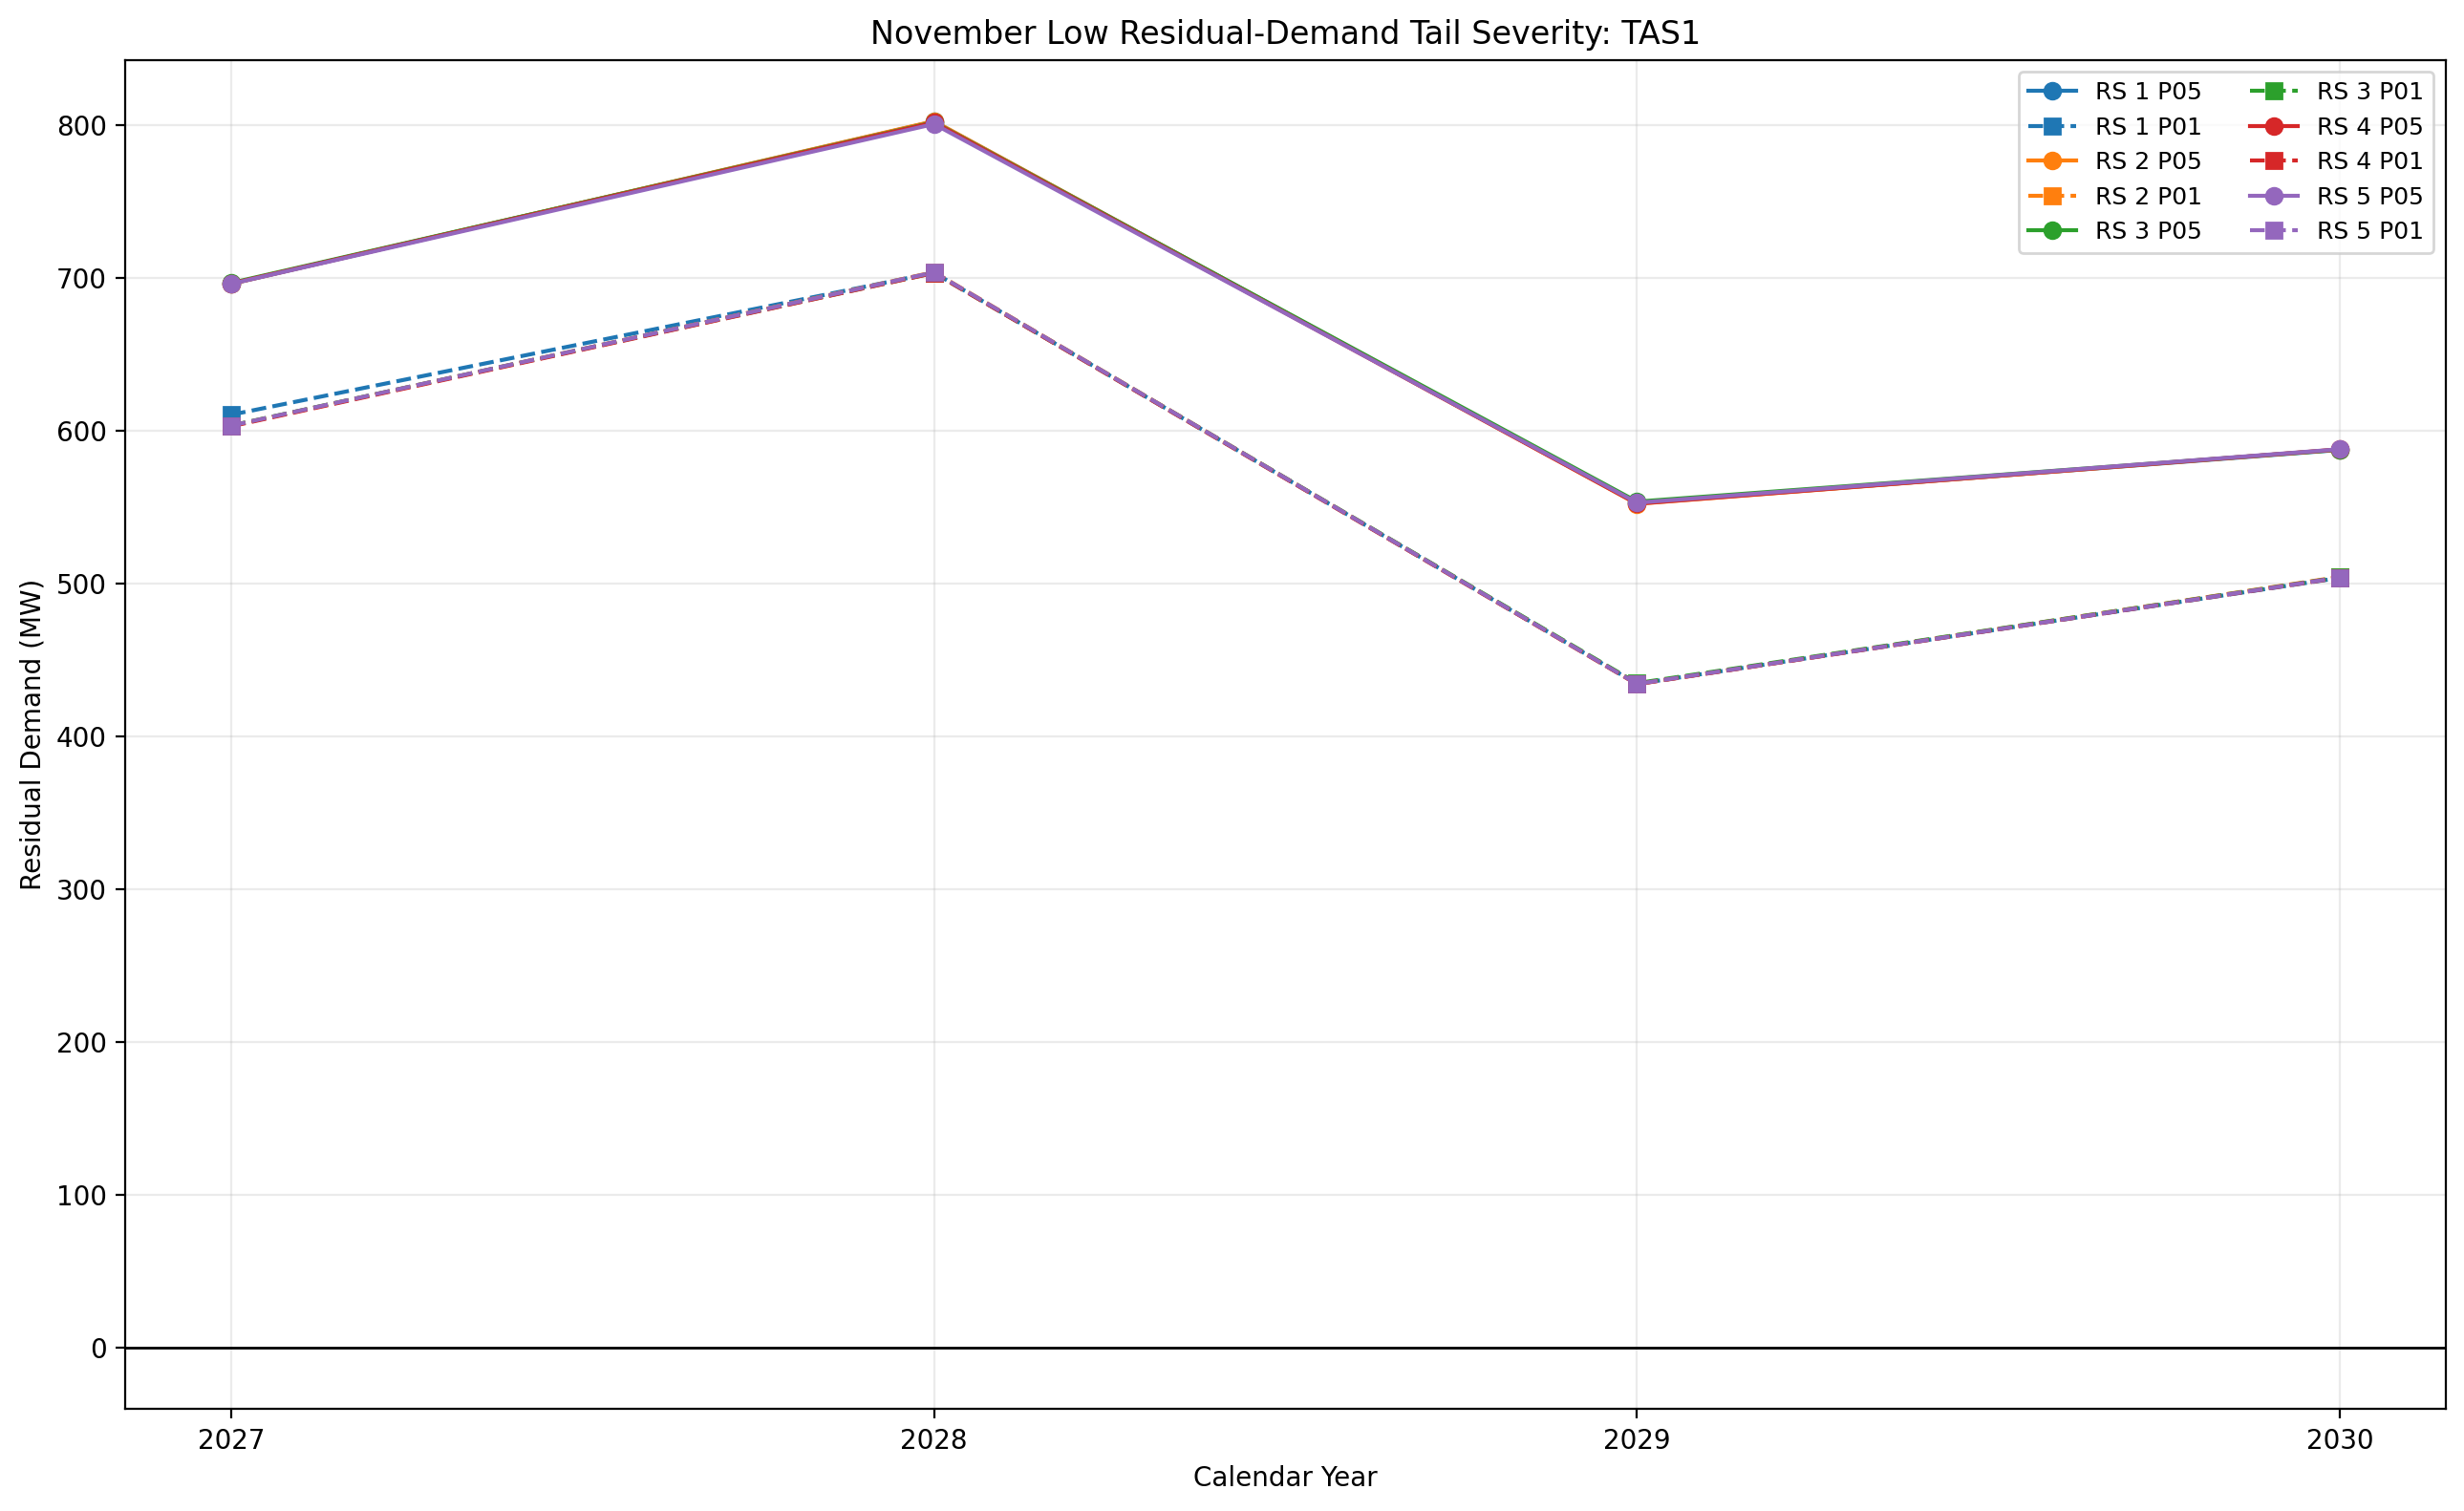 November Low Residual-Demand Tail Severity: TAS1
RS 1 P05
RS 1 P01
RS 2 P05
RS 2 P01
RS 3 P05
RS 3 P01
RS 4 P05
RS 4 P01
RS 5 P05
RS 5 P01
Residual Demand (MW)
800
700
600
500
400
300
200
100
0
2027
2028
2029
2030
Calendar Year